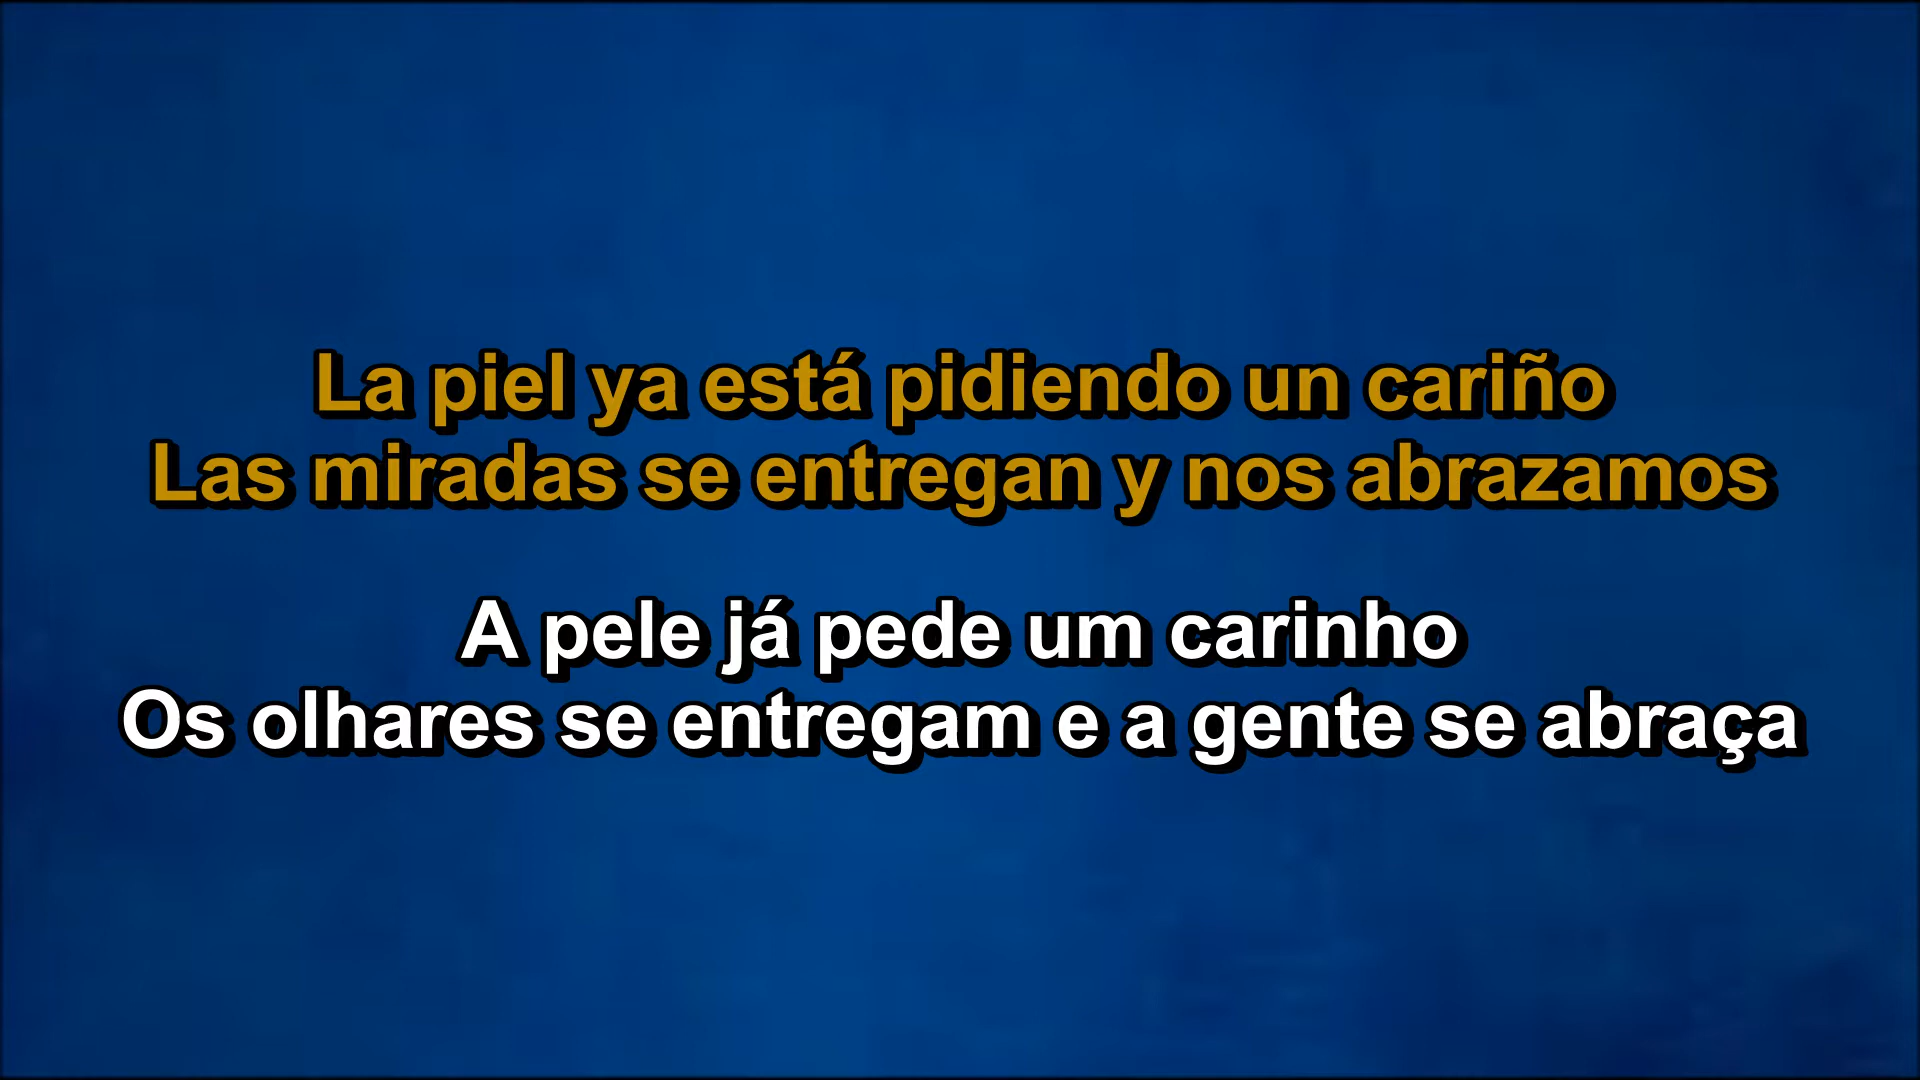 La piel ya está pidiendo un cariño
Las miradas se entregan y nos abrazamos
A pele já pede um carinho
Os olhares se entregam e a gente se abraça